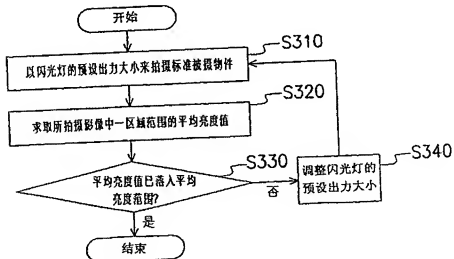 开始
S310
以闪光灯的预设出力大小来拍摄标准被摄物件
S320
求取所拍摄影像中一区域范围的平均亮度值
S330
平均亮度值已落入平均
亮度范围?
否
S340
调整闪光灯的
预设出力大小
是
结束